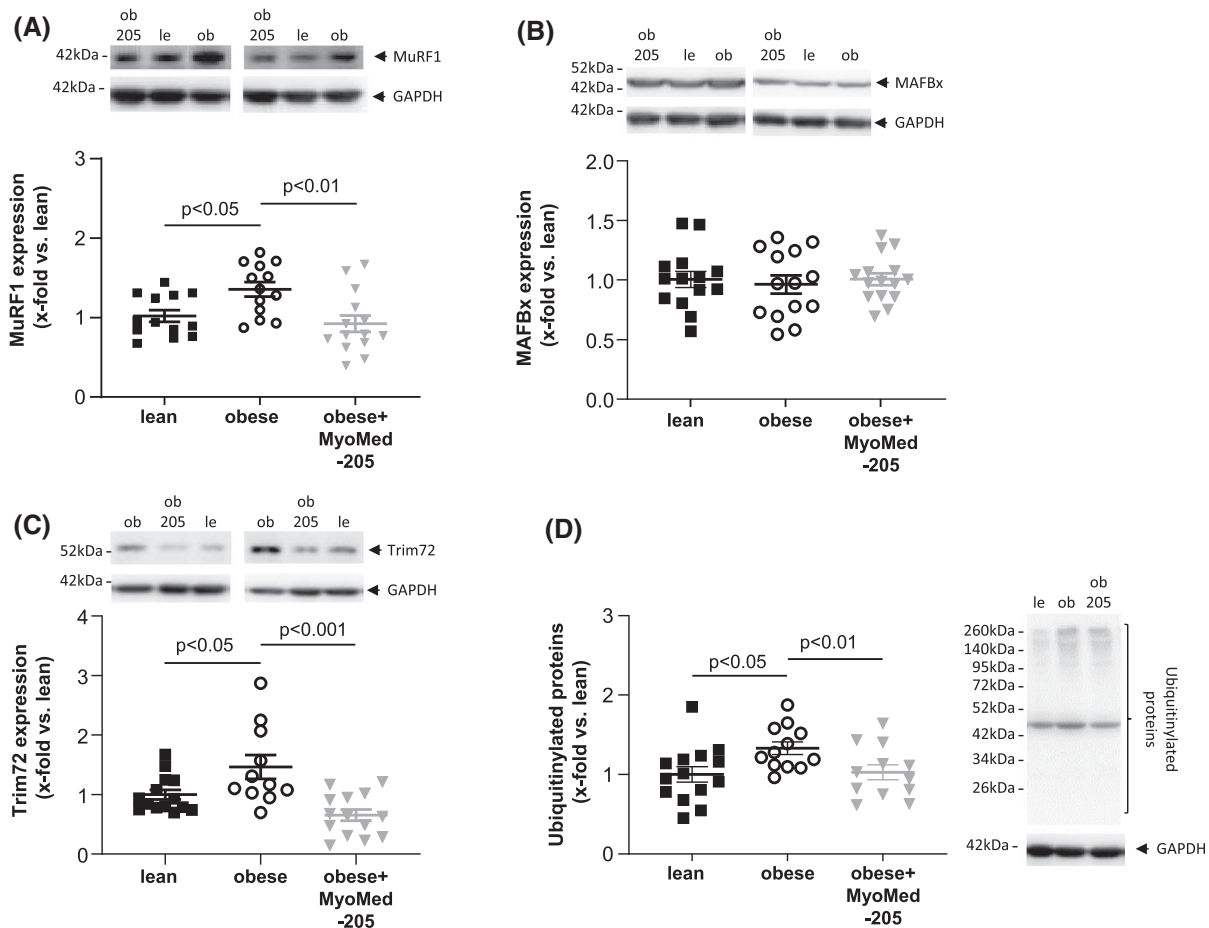 (A)
ob
205 le ob
ob
205 le ob
42kDa
MuRF1
42kDa
GAPDH
MuRF1 expression
(x-fold vs. lean)
3
2
1
0
p<0.05
p<0.01
lean
obese
obese+
MyoMed
-205
(B)
ob
205 le ob
ob
205 le ob
52kDa
42kDa
MAFBx
42kDa
GAPDH
MAFBx expression
(x-fold vs. lean)
2.0
1.5
1.0
0.5
0.0
lean
obese
obese+
MyoMed
-205
(C)
ob
ob 205 le
ob
ob 205 le
52kDa
Trim72
42kDa
GAPDH
Trim72 expression
(x-fold vs. lean)
4
3
2
1
0
p<0.05
p<0.001
lean
obese
obese+
MyoMed
-205
(D)
Ubiquitinylated proteins
(x-fold vs. lean)
3
2
1
0
p<0.05
p<0.01
lean
obese
obese+
MyoMed
-205
ob
le ob 205
260kDa
140kDa
95kDa
72kDa
52kDa
42kDa
34kDa
26kDa
Ubiquitinylated
proteins
42kDa
GAPDH